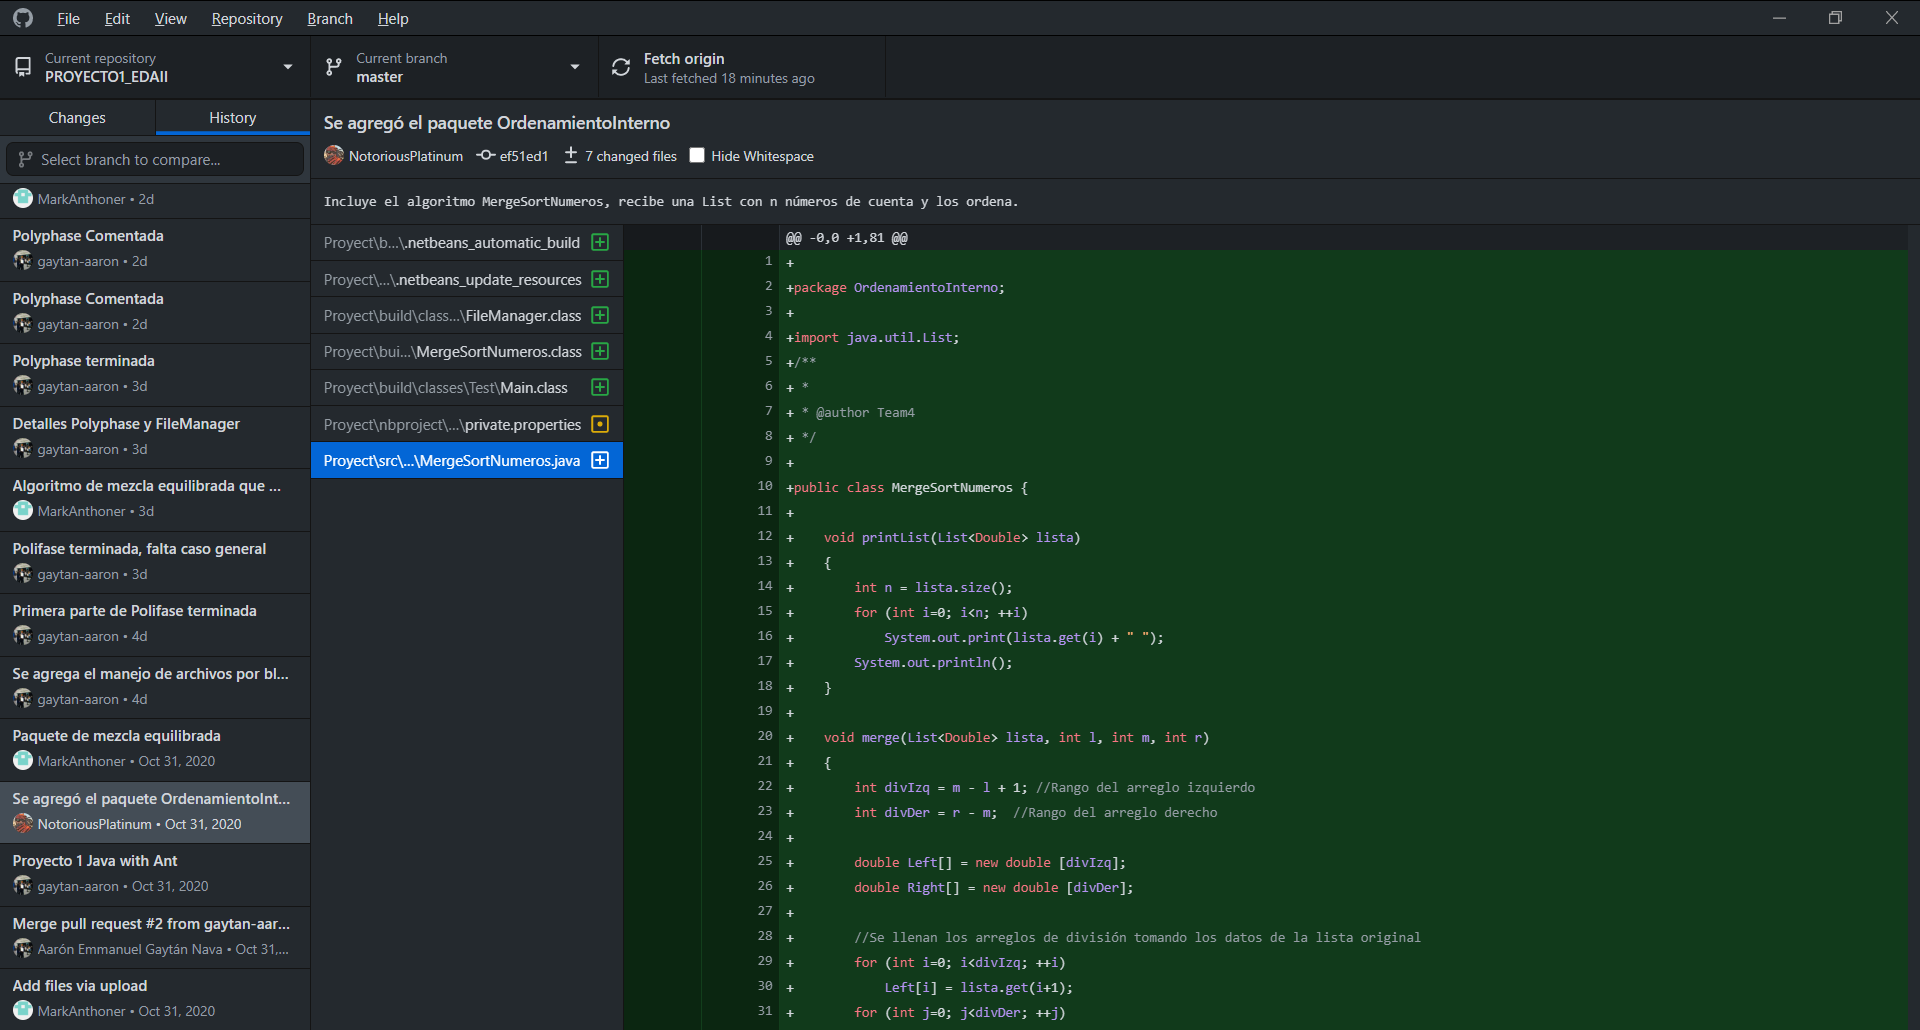 File Edit View Repository Branch Help
Current repository
PROYECTO1_EDAII
Current branch
master
Fetch origin
Last fetched 18 minutes ago
Changes
History
Select branch to compare...
MarkAnthoner • 2d
Polyphase Comentada
gaytan-aaron • 2d
Polyphase Comentada
gaytan-aaron • 2d
Polyphase terminada
gaytan-aaron • 3d
Detalles Polyphase y FileManager
gaytan-aaron • 3d
Algoritmo de mezcla equilibrada que ...
MarkAnthoner • 3d
Polifase terminada, falta caso general
gaytan-aaron • 3d
Primera parte de Polifase terminada
gaytan-aaron • 4d
Se agrega el manejo de archivos por bl...
gaytan-aaron • 4d
Paquete de mezcla equilibrada
MarkAnthoner • Oct 31, 2020
Se agregó el paquete OrdenamientoInt...
NotoriousPlatinum • Oct 31, 2020
Proyecto 1 Java with Ant
gaytan-aaron • Oct 31, 2020
Merge pull request #2 from gaytan-aar...
Aarón Emmanuel Gaytán Nava • Oct 31,...
Add files via upload
MarkAnthoner • Oct 31, 2020
Se agregó el paquete OrdenamientoInterno
NotoriousPlatinum ef51ed1 7 changed files Hide Whitespace
Incluye el algoritmo MergeSortNumeros, recibe una List con n números de cuenta y los ordena.
Proyect\b...\.netbeans_automatic_build
Proyect\...\.netbeans_update_resources
Proyect\build\class...\FileManager.class
Proyect\bui...\MergeSortNumeros.class
Proyect\build\classes\Test\Main.class
Proyect\nbproject\...\private.properties
Proyect\src\...\MergeSortNumeros.java
@@ -0,0 +1,81 @@
1 +
2 +package OrdenamientoInterno;
3 +
4 +import java.util.List;
5 +/**
6 + *
7 + * @author Team4
8 + */
9 +
10 +public class MergeSortNumeros {
11 +
12 +    void printList(List<Double> lista)
13 +    {
14 +        int n = lista.size();
15 +        for (int i=0; i<n; ++i)
16 +            System.out.print(lista.get(i) + " ");
17 +        System.out.println();
18 +    }
19 +
20 +    void merge(List<Double> lista, int l, int m, int r)
21 +    {
22 +        int divIzq = m - l + 1; //Rango del arreglo izquierdo
23 +        int divDer = r - m;  //Rango del arreglo derecho
24 +
25 +        double Left[] = new double [divIzq];
26 +        double Right[] = new double [divDer];
27 +
28 +        //Se llenan los arreglos de división tomando los datos de la lista original
29 +        for (int i=0; i<divIzq; ++i)
30 +            Left[i] = lista.get(i+1);
31 +        for (int j=0; j<divDer; ++j)